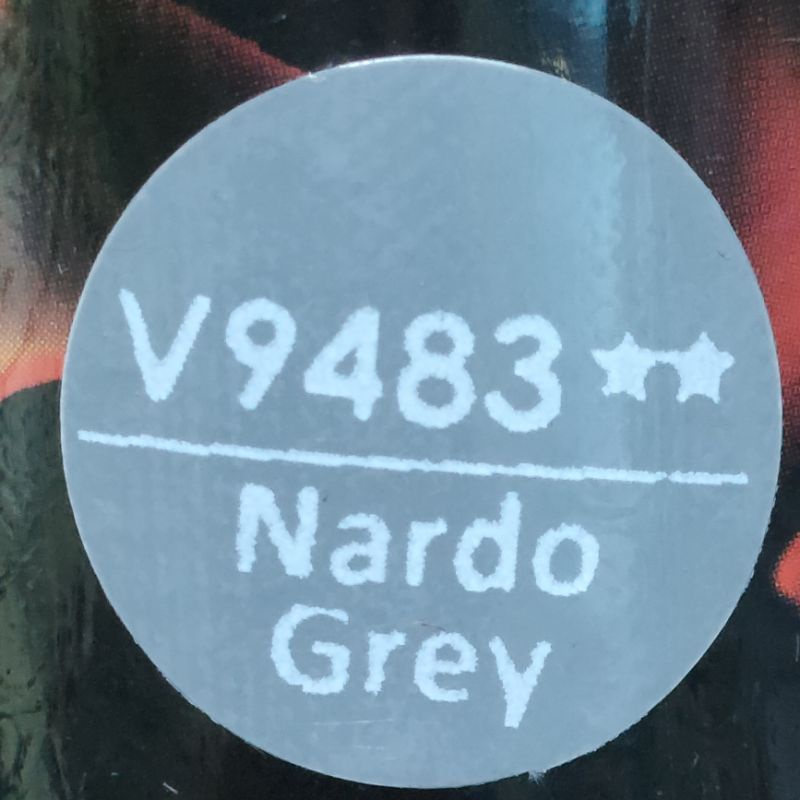 V9483 ★★
Nardo
Grey